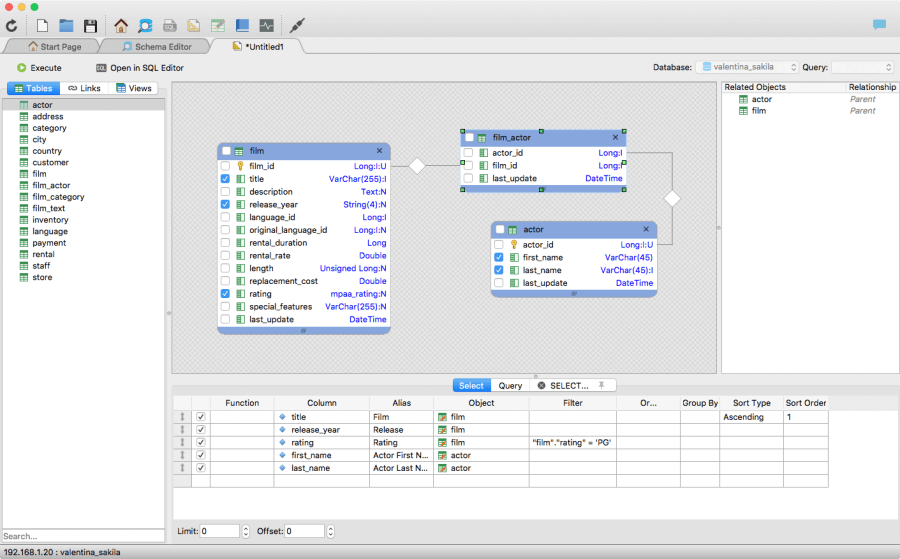 Start Page
Schema Editor
*Untitled1
Execute
Open in SQL Editor
Database:
valentina_sakila
Query:
Tables
Links
Views
actor
address
category
city
country
customer
film
film_actor
film_category
film_text
inventory
language
payment
rental
staff
store
Search...
film
film_id Long:I:U
title VarChar(255):I
description Text:N
release_year String(4):N
language_id Long:I
original_language_id Long:I:N
rental_duration Long
rental_rate Double
length Unsigned Long:N
replacement_cost Double
rating mpaa_rating:N
special_features VarChar(255):N
last_update DateTime
film_actor
actor_id Long:I
film_id Long:I
last_update DateTime
actor
actor_id Long:I:U
first_name VarChar(45)
last_name VarChar(45):I
last_update DateTime
Related Objects Relationship
actor Parent
film Parent
Select
Query
SELECT...
Function Column Alias Object Filter Or... Group By Sort Type Sort Order
title Film film Ascending 1
release_year Release film
rating Rating film "film"."rating" = 'PG'
first_name Actor First N... actor
last_name Actor Last N... actor
Limit: 0 Offset: 0
192.168.1.20 : valentina_sakila